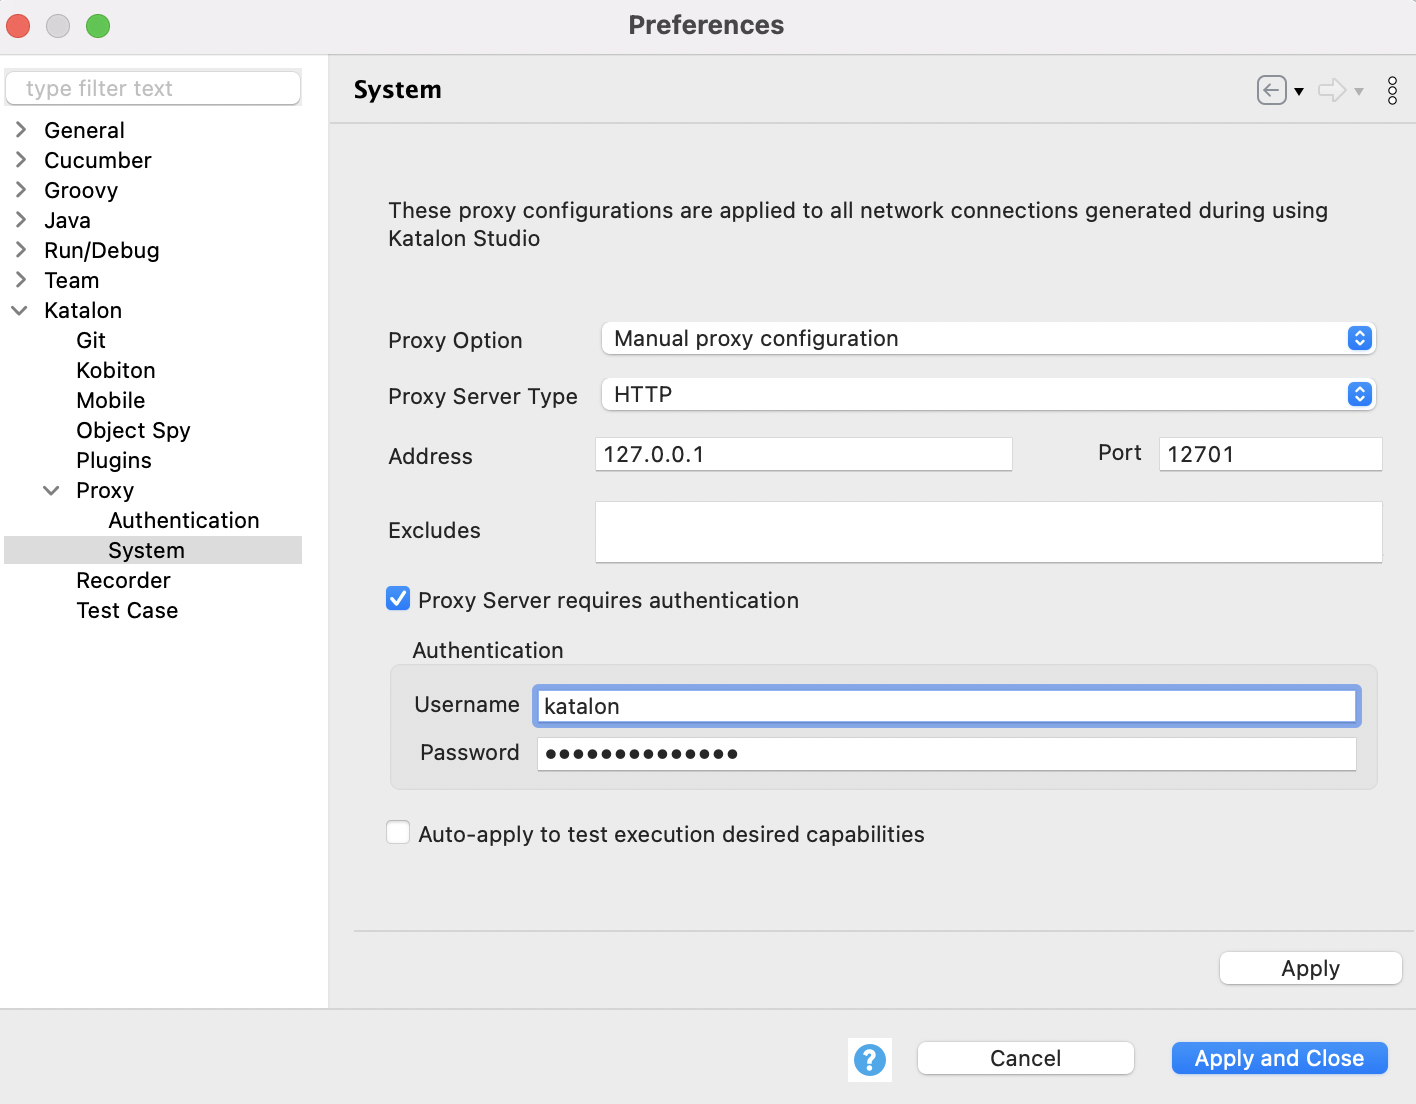 Preferences
type filter text
General
Cucumber
Groovy
Java
Run/Debug
Team
Katalon
Git
Kobiton
Mobile
Object Spy
Plugins
Proxy
Authentication
System
Recorder
Test Case
System
These proxy configurations are applied to all network connections generated during using
Katalon Studio
Proxy Option Manual proxy configuration
Proxy Server Type HTTP
Address 127.0.0.1 Port 12701
Excludes
Proxy Server requires authentication
Authentication
Username katalon
Password ••••••••••••••
Auto-apply to test execution desired capabilities
Apply
? Cancel Apply and Close